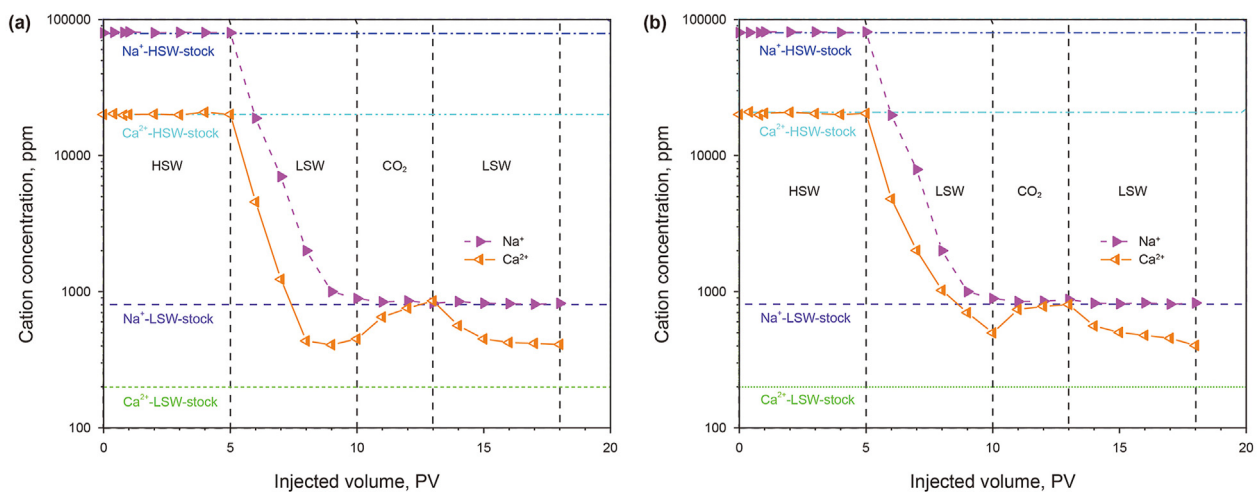 (a)
Cation concentration, ppm
100000
10000
1000
100
Na⁺-HSW-stock
Ca²⁺-HSW-stock
HSW
LSW
CO₂
LSW
Na⁺
Ca²⁺
Na⁺-LSW-stock
Ca²⁺-LSW-stock
0 5 10 15 20
Injected volume, PV
(b)
Cation concentration, ppm
100000
10000
1000
100
Na⁺-HSW-stock
Ca²⁺-HSW-stock
HSW
LSW
CO₂
LSW
Na⁺
Ca²⁺
Na⁺-LSW-stock
Ca²⁺-LSW-stock
0 5 10 15 20
Injected volume, PV